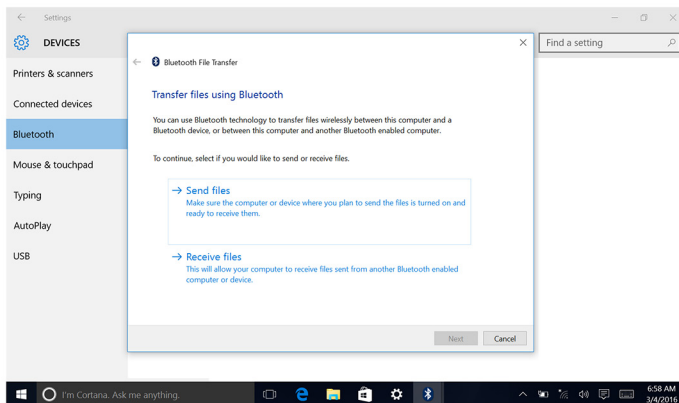 Settings
DEVICES
Find a setting
Printers & scanners
Connected devices
Bluetooth
Mouse & touchpad
Typing
AutoPlay
USB
Bluetooth File Transfer
Transfer files using Bluetooth
You can use Bluetooth technology to transfer files wirelessly between this computer and a
Bluetooth device, or between this computer and another Bluetooth enabled computer.
To continue, select if you would like to send or receive files.
Send files
Make sure the computer or device where you plan to send the files is turned on and
ready to receive them.
Receive files
This will allow your computer to receive files sent from another Bluetooth enabled
computer or device.
Next
Cancel
I'm Cortana. Ask me anything.
6:58 AM
3/4/2016